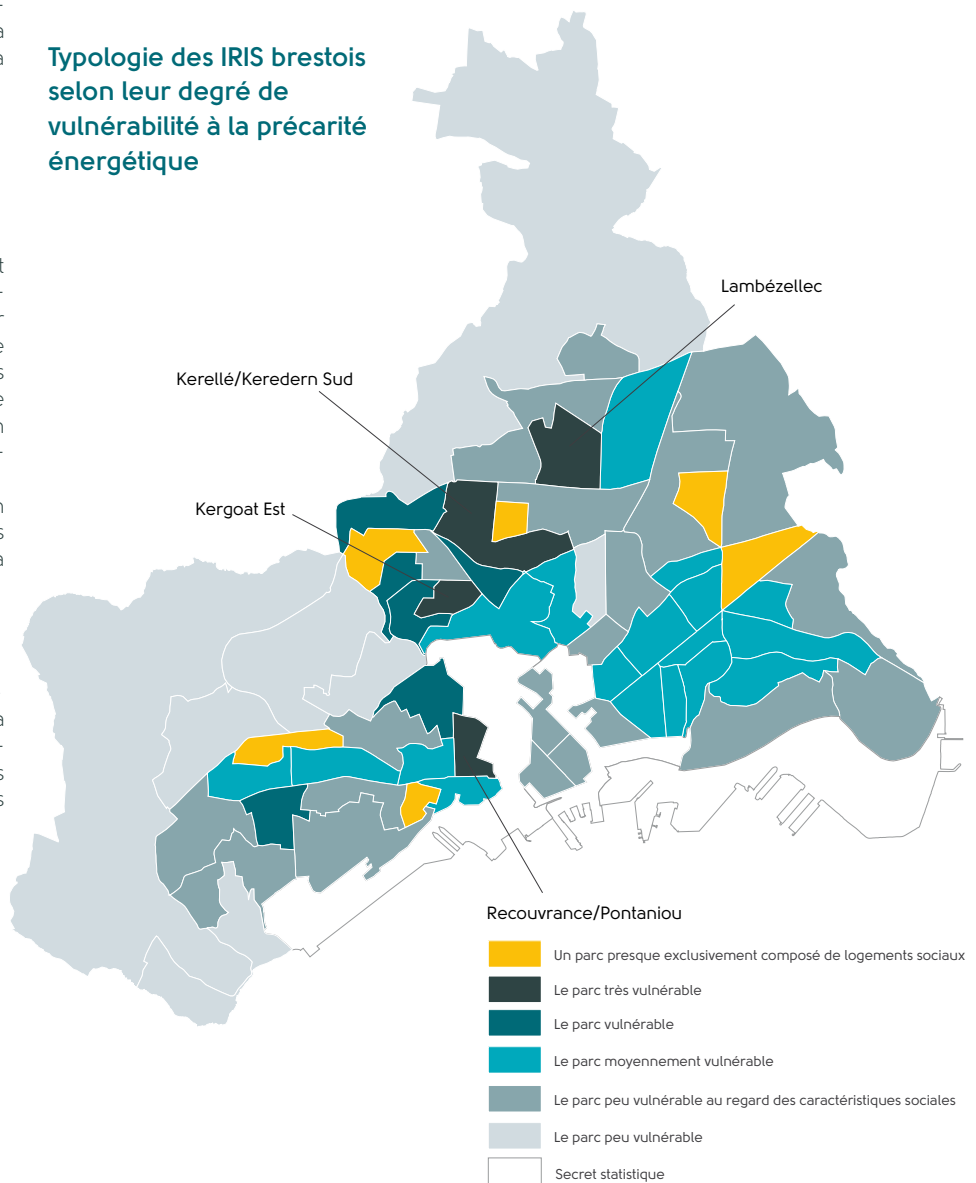 Typologie des IRIS brestois
selon leur degré de
vulnérabilité à la précarité
énergétique
Lambézellec
Kerellé/Keredern Sud
Kergoat Est
Recouvrance/Pontaniou
Un parc presque exclusivement composé de logements sociaux
Le parc très vulnérable
Le parc vulnérable
Le parc moyennement vulnérable
Le parc peu vulnérable au regard des caractéristiques sociales
Le parc peu vulnérable
Secret statistique